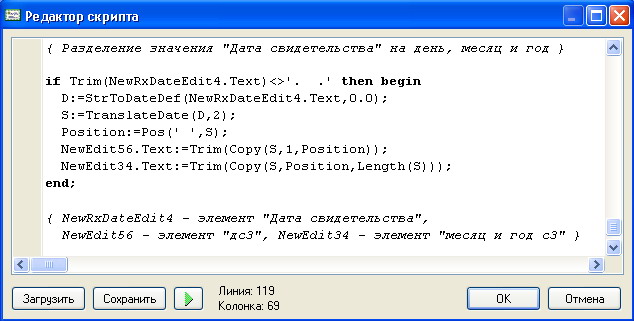 Редактор скрипта
{ Разделение значения "Дата свидетельства" на день, месяц и год }
if Trim(NewRxDateEdit4.Text)<>'.  .' then begin
  D:=StrToDateDef(NewRxDateEdit4.Text,0.0);
  S:=TranslateDate(D,2);
  Position:=Pos(' ',S);
  NewEdit56.Text:=Trim(Copy(S,1,Position));
  NewEdit34.Text:=Trim(Copy(S,Position,Length(S)));
end;
{ NewRxDateEdit4 - элемент "Дата свидетельства",
  NewEdit56 - элемент "дс3", NewEdit34 - элемент "месяц и год с3" }
Загрузить
Сохранить
Линия: 119
Колонка: 69
OK
Отмена